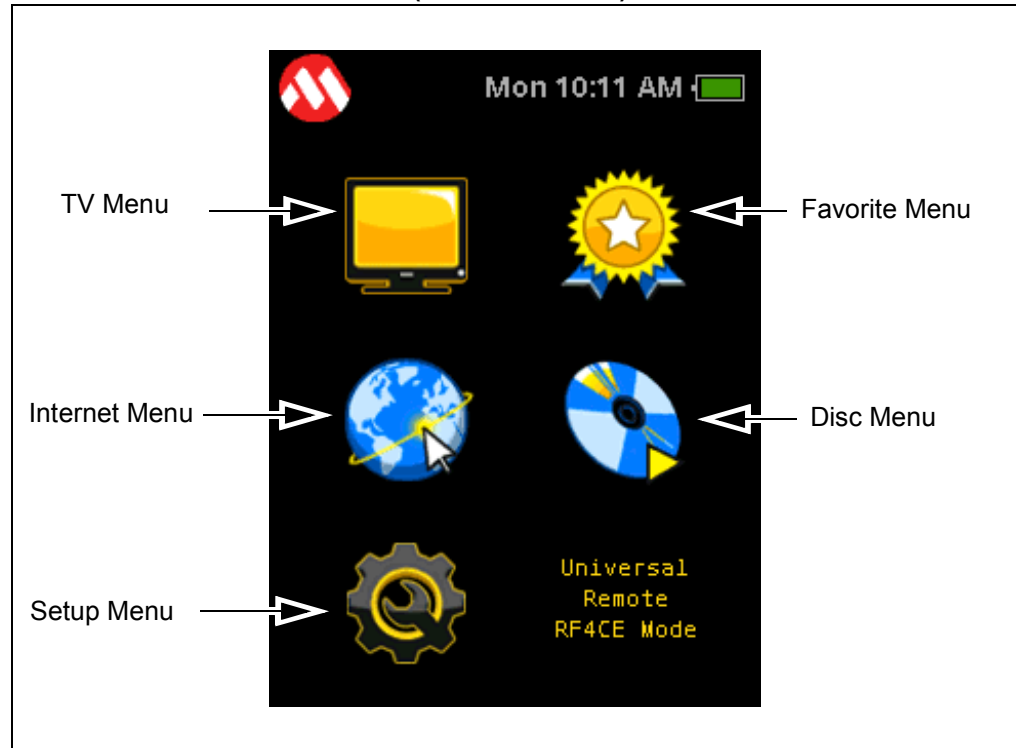 Mon 10:11 AM
TV Menu
Favorite Menu
Internet Menu
Disc Menu
Setup Menu
Universal
Remote
RF4CE Mode